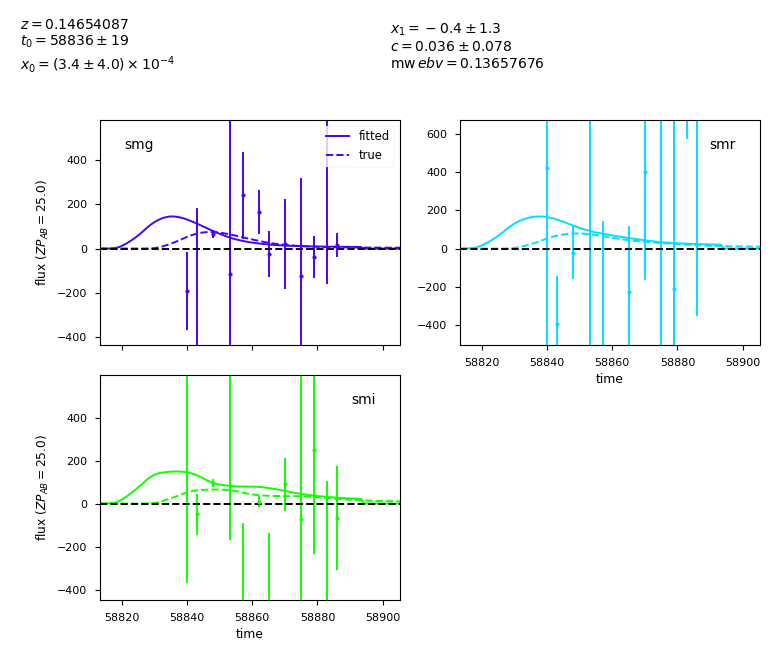 z = 0.14654087
t₀ = 58836 ± 19
x₀ = (3.4 ± 4.0) × 10⁻⁴
x₁ = −0.4 ± 1.3
c = 0.036 ± 0.078
mw ebv = 0.13657676
smg
fitted
true
400
200
0
−200
−400
flux (ZP_AB = 25.0)
smr
600
400
200
0
−200
−400
58820 58840 58860 58880 58900
time
smi
400
200
0
−200
−400
flux (ZP_AB = 25.0)
58820 58840 58860 58880 58900
time